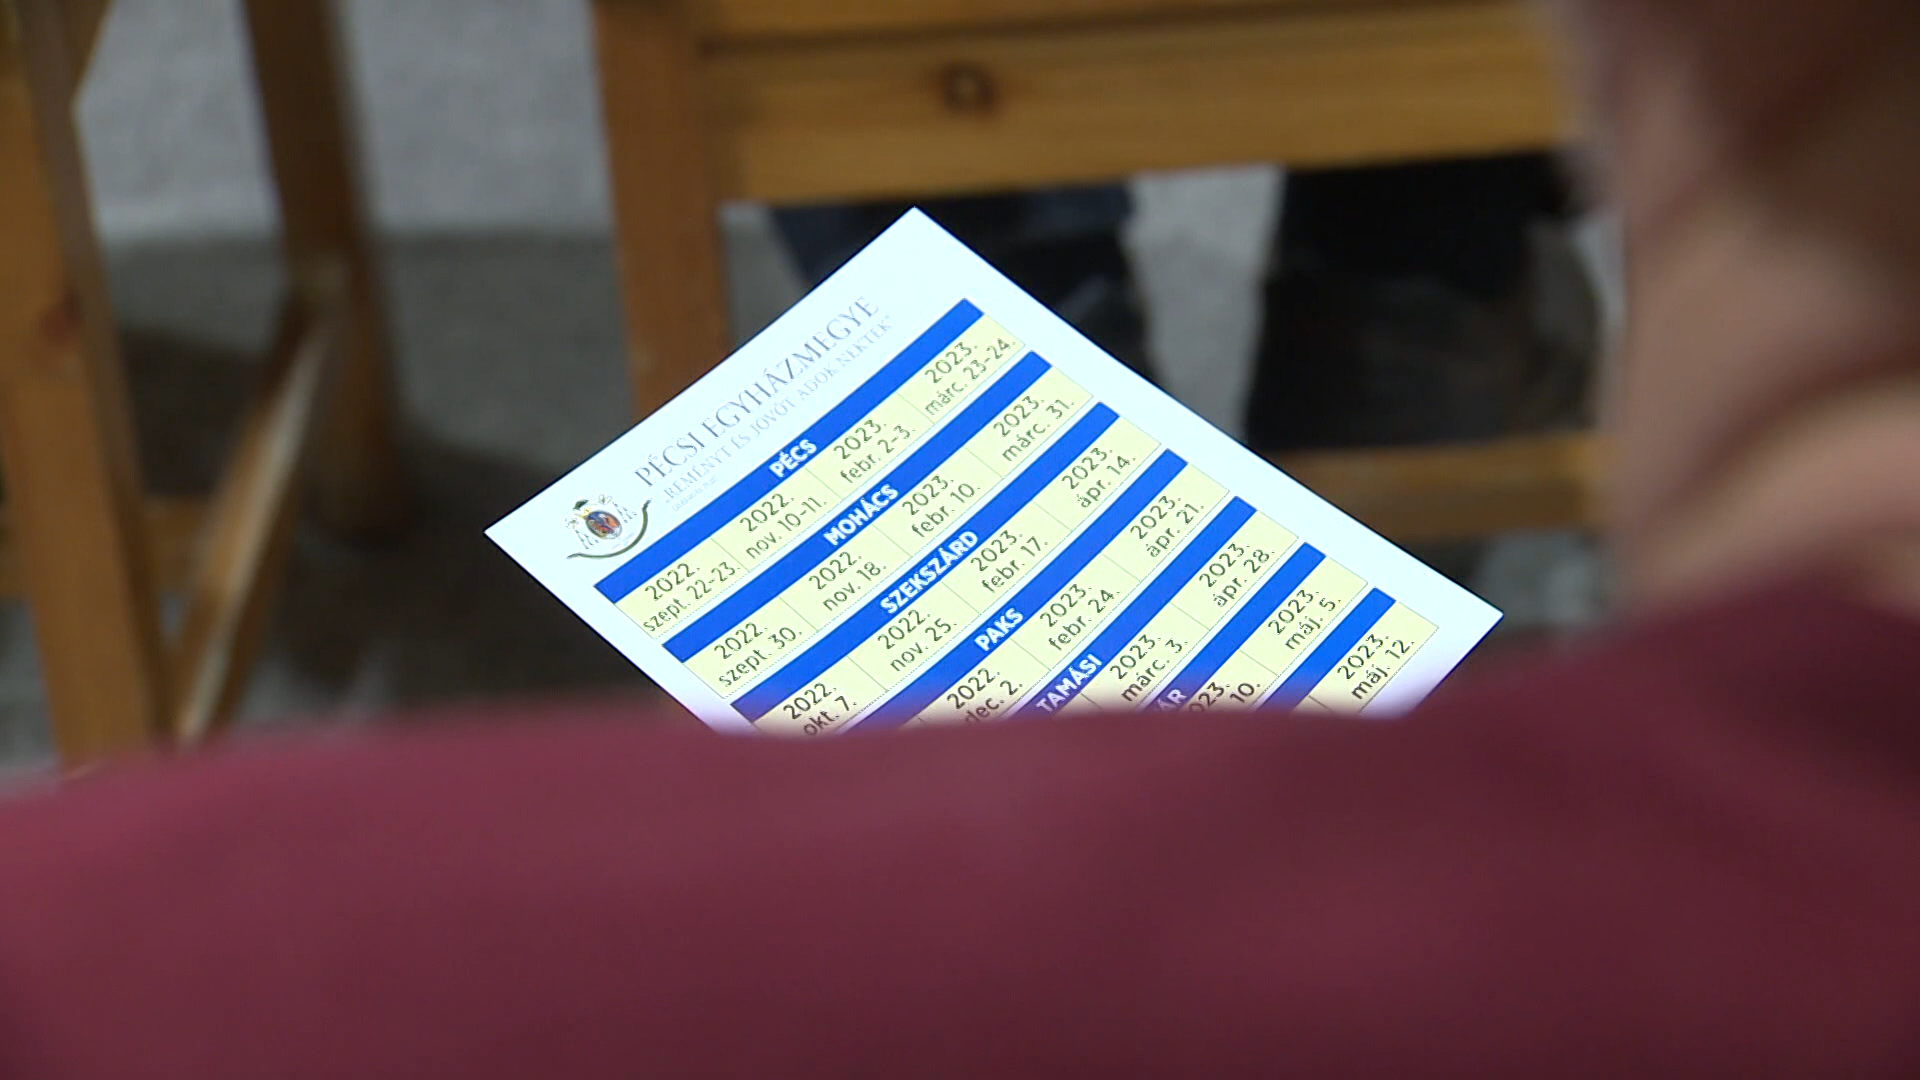 PÉCSI EGYHÁZMEGYE
„REMÉNYT ÉS JÖVŐT ADOK NEKTEK”
PÉCS
2022. szept. 22-23. 2022. nov. 10-11. 2023. febr. 2-3. 2023. márc. 23-24.
MOHÁCS
2022. szept. 30. 2022. nov. 18. 2023. febr. 10. 2023. márc. 31.
SZEKSZÁRD
2022. okt. 7. 2022. nov. 25. 2023. febr. 17. 2023. ápr. 14.
PAKS
2022. dec. 2. 2023. febr. 24. 2023. ápr. 21.
TAMÁSI
2023. márc. 3. 2023. ápr. 28.
ÁR
023. 10. 2023. máj. 5.
2023. máj. 12.